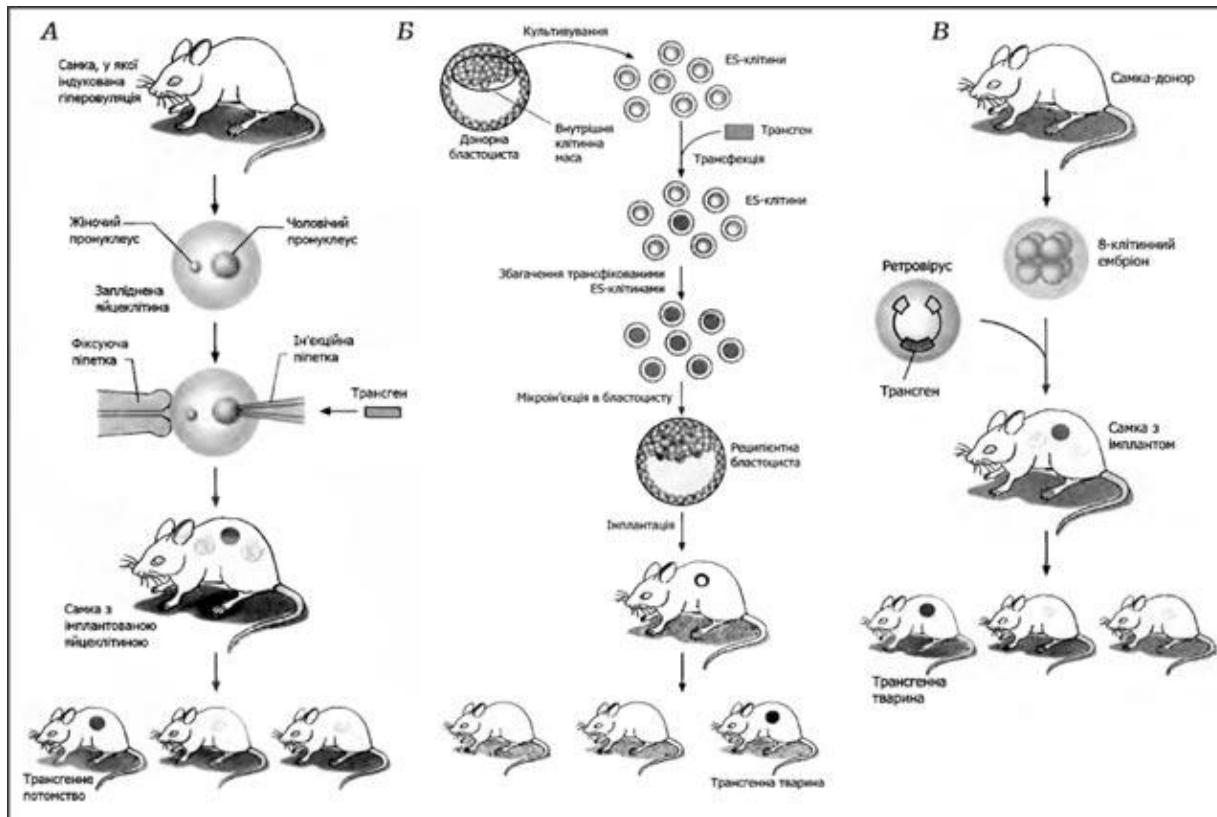 А
Самка, у якої
індукована
гіперовуляція
Жіночий
пронуклеус
Чоловічий
пронуклеус
Запліднена
яйцеклітина
Фіксуюча
піпетка
Ін'єкційна
піпетка
Трансген
Самка з
імплантованою
яйцеклітиною
Трансгенне
потомство
Б
Культивування
ES-клітини
Донорна
бластоциста
Внутрішня
клітинна
маса
Трансген
Трансфекція
ES-клітини
Збагачення трансфікованими
ES-клітинами
Мікроін'єкція в бластоцисту
Реципієнтна
бластоциста
Імплантація
Трансгенна тварина
В
Самка-донор
8-клітинний
ембріон
Ретровірус
Трансген
Самка з
імплантом
Трансгенна
тварина